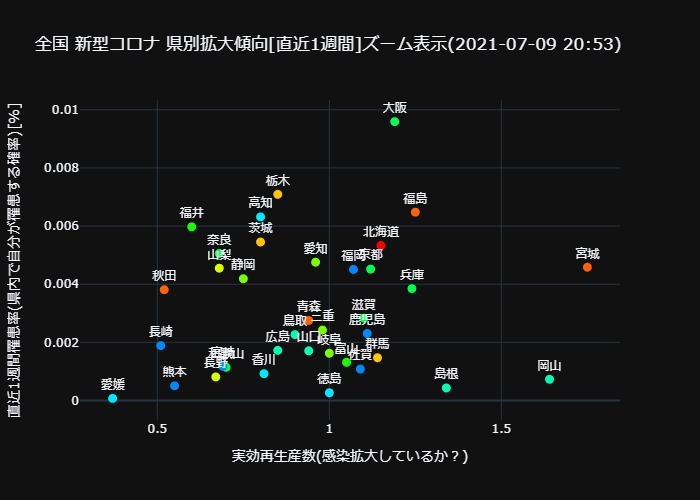 全国 新型コロナ 県別拡大傾向[直近1週間]ズーム表示(2021-07-09 20:53)
直近1週間罹患率(県内で自分が罹患する確率)[%]
0.01
0.008
0.006
0.004
0.002
0
大阪
栃木
高知
福島
福井
茨城
北海道
奈良
山梨
愛知
福岡
京都
宮城
静岡
秋田
兵庫
青森
滋賀
鳥取
三重
鹿児島
長崎
広島
山口
岐阜
富山
群馬
佐賀
宮崎
長野
香川
熊本
徳島
島根
岡山
愛媛
0.5
1
1.5
実効再生産数(感染拡大しているか？)